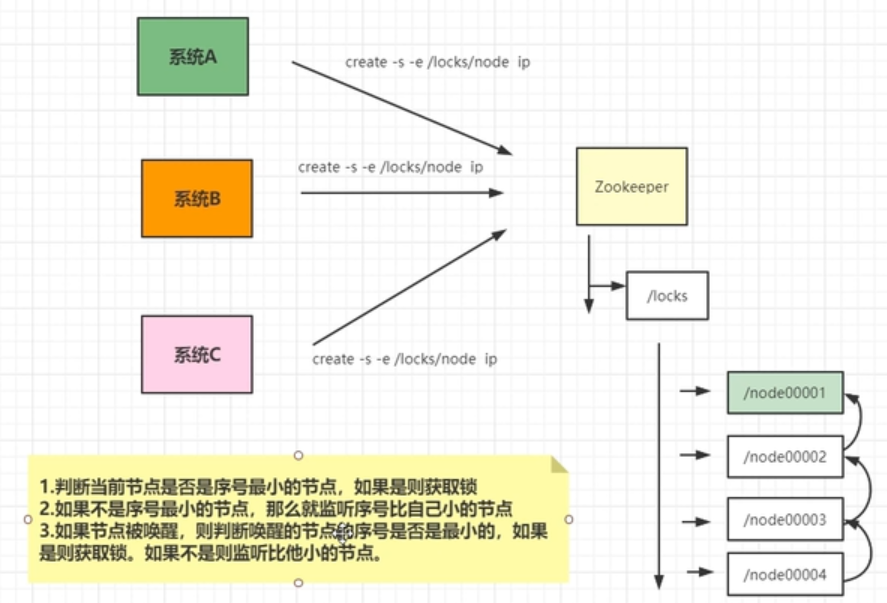 系统A
create -s -e /locks/node ip
create -s -e /locks/node ip
系统B
Zookeeper
/locks
系统C
create -s -e /locks/node ip
/node00001
/node00002
/node00003
/node00004
1.判断当前节点是否是序号最小的节点，如果是则获取锁
2.如果不是序号最小的节点，那么就监听序号比自己小的节点
3.如果节点被唤醒，则判断唤醒的节点的序号是否是最小的，如果
是则获取锁。如果不是则监听比他小的节点。